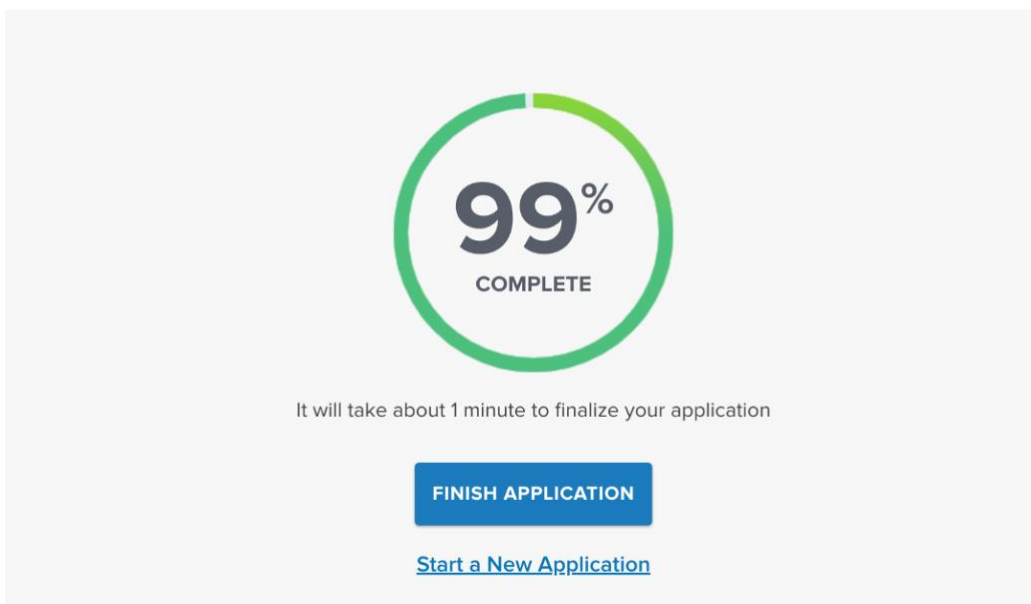 99%
COMPLETE
It will take about 1 minute to finalize your application
FINISH APPLICATION
Start a New Application